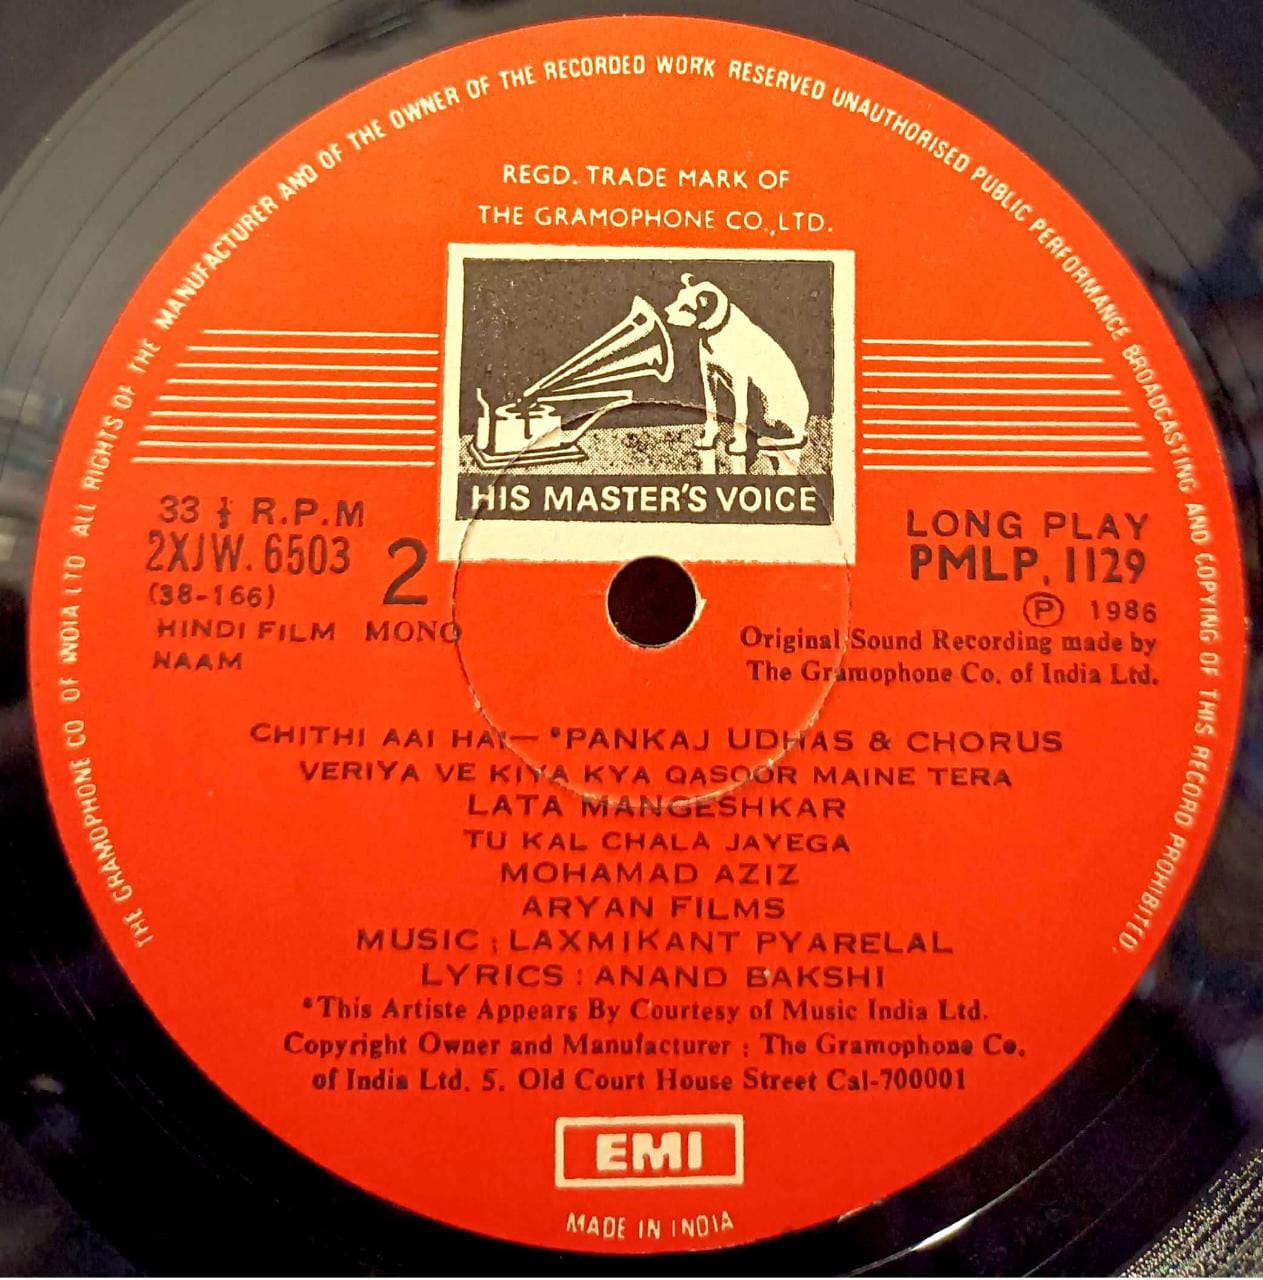 THE GRAMOPHONE CO OF INDIA LTD ALL RIGHTS OF THE MANUFACTURER AND OF THE OWNER OF THE RECORDED WORK RESERVED UNAUTHORISED PUBLIC PERFORMANCE BROADCASTING AND COPYING OF THIS RECORD PROHIBITED.
REGD. TRADE MARK OF
THE GRAMOPHONE CO., LTD.
HIS MASTER'S VOICE
33 ⅓ R.P.M
2XJW. 6503 2
(38-166)
HINDI FILM MONO
NAAM
LONG PLAY
PMLP. 1129
Ⓟ 1986
Original Sound Recording made by
The Gramophone Co. of India Ltd.
CHITHI AAI HAI— *PANKAJ UDHAS & CHORUS
VERIYA VE KIYA KYA QASOOR MAINE TERA
LATA MANGESHKAR
TU KAL CHALA JAYEGA
MOHAMAD AZIZ
ARYAN FILMS
MUSIC : LAXMIKANT PYARELAL
LYRICS : ANAND BAKSHI
*This Artiste Appears By Courtesy of Music India Ltd.
Copyright Owner and Manufacturer : The Gramophone Co.
of India Ltd. 5. Old Court House Street Cal-700001
EMI
MADE IN INDIA